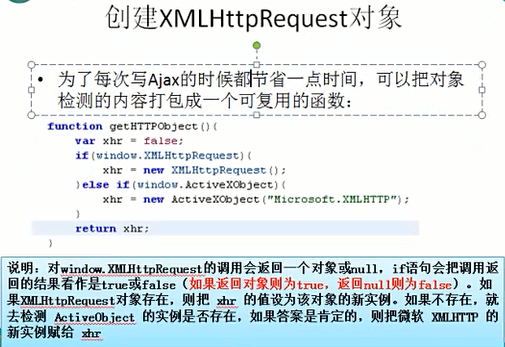 创建XMLHttpRequest对象
• 为了每次写Ajax的时候都节省一点时间，可以把对象
检测的内容打包成一个可复用的函数：
function getHTTPObject(){
var xhr = false;
if(window.XMLHttpRequest){
xhr = new XMLHttpRequest();
}else if(window.ActiveXObject){
xhr = new ActiveXObject("Microsoft.XMLHTTP");
}
return xhr;
}
说明：对window.XMLHttpRequest的调用会返回一个对象或null，if语句会把调用返
回的结果看作是true或false（如果返回对象则为true，返回null则为false）。如
果XMLHttpRequest对象存在，则把 xhr 的值设为该对象的新实例。如果不存在，就
去检测 ActiveObject 的实例是否存在，如果答案是肯定的，则把微软 XMLHTTP 的
新实例赋给 xhr